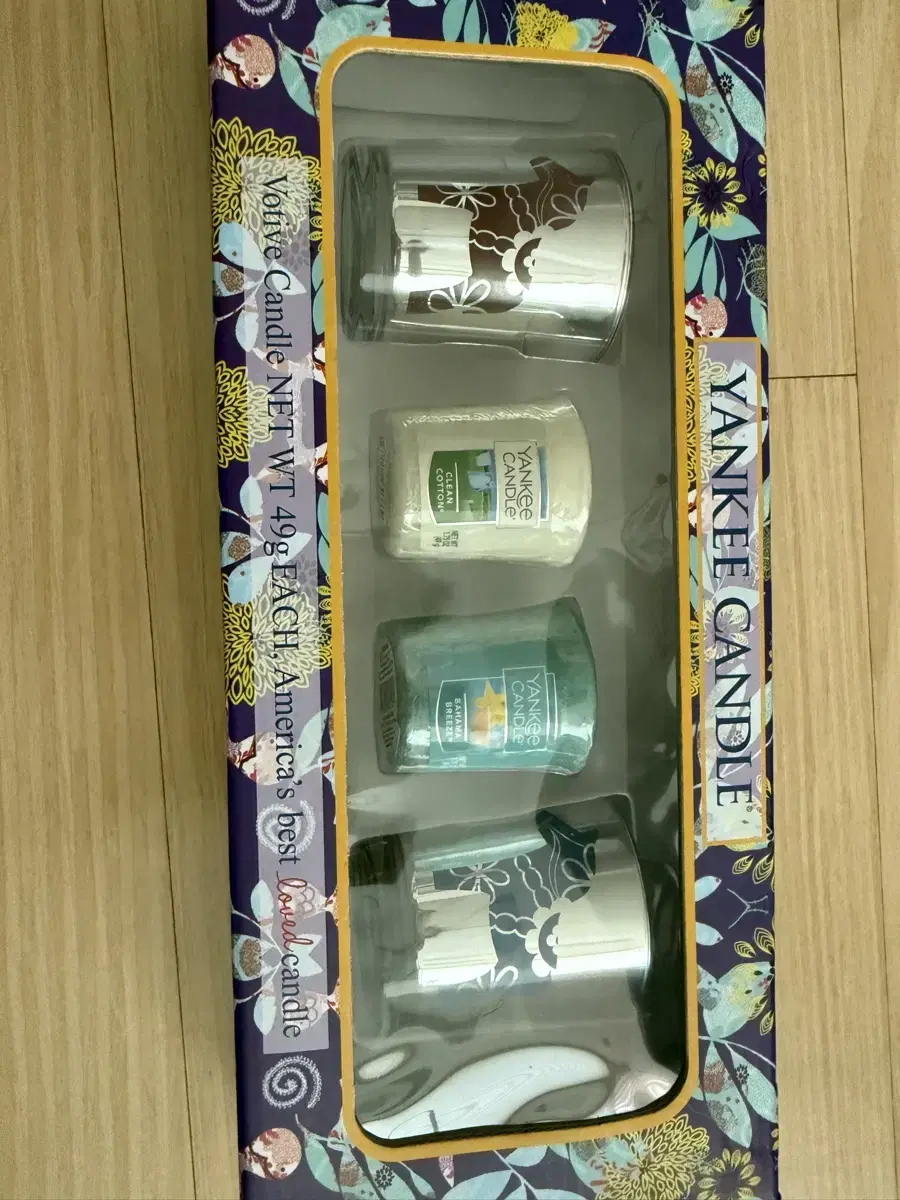 YANKEE CANDLE®
YANKEE
CANDLE®
CLEAN
COTTON®
YANKEE
CANDLE
BAHAMA
BREEZE
Votive Candle NET WT 49g EACH, America's best loved candle